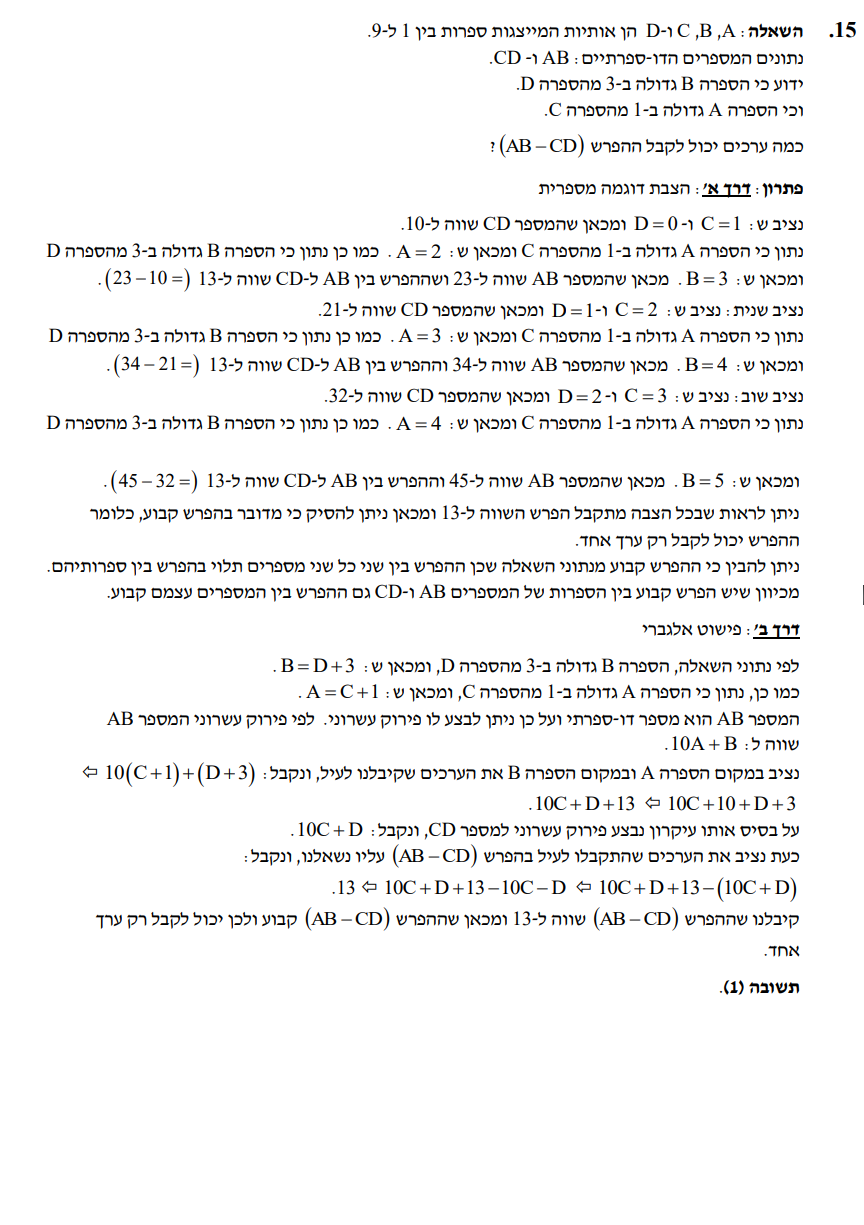 15. השאלה: A, B, C ו-D הן אותיות המייצגות ספרות בין 1 ל-9.
נתונים המספרים הדו-ספרתיים: AB ו- CD.
ידוע כי הספרה B גדולה ב-3 מהספרה D.
וכי הספרה A גדולה ב-1 מהספרה C.
כמה ערכים יכול לקבל ההפרש (AB – CD)?
פתרון: דרך א׳: הצבת דוגמה מספרית
נציב ש: C = 1 ו- D = 0 ומכאן שהמספר CD שווה ל-10.
נתון כי הספרה A גדולה ב-1 מהספרה C ומכאן ש: A = 2. כמו כן נתון כי הספרה B גדולה ב-3 מהספרה D
ומכאן ש: B = 3. מכאן שהמספר AB שווה ל-23 ושההפרש בין AB ל-CD שווה ל-13 (= 23 – 10).
נציב שנית: נציב ש: C = 2 ו- D = 1 ומכאן שהמספר CD שווה ל-21.
נתון כי הספרה A גדולה ב-1 מהספרה C ומכאן ש: A = 3. כמו כן נתון כי הספרה B גדולה ב-3 מהספרה D
ומכאן ש: B = 4. מכאן שהמספר AB שווה ל-34 וההפרש בין AB ל-CD שווה ל-13 (= 34 – 21).
נציב שוב: נציב ש: C = 3 ו- D = 2 ומכאן שהמספר CD שווה ל-32.
נתון כי הספרה A גדולה ב-1 מהספרה C ומכאן ש: A = 4. כמו כן נתון כי הספרה B גדולה ב-3 מהספרה D
ומכאן ש: B = 5. מכאן שהמספר AB שווה ל-45 וההפרש בין AB ל-CD שווה ל-13 (= 45 – 32).
ניתן לראות שבכל הצבה מתקבל הפרש השווה ל-13 ומכאן ניתן להסיק כי מדובר בהפרש קבוע, כלומר
ההפרש יכול לקבל רק ערך אחד.
ניתן להבין כי ההפרש קבוע מנתוני השאלה שכן ההפרש בין שני כל שני מספרים תלוי בהפרש בין ספרותיהם.
מכיוון שיש הפרש קבוע בין הספרות של המספרים AB ו-CD גם ההפרש בין המספרים עצמם קבוע.
דרך ב׳: פישוט אלגברי
לפי נתוני השאלה, הספרה B גדולה ב-3 מהספרה D, ומכאן ש: B = D + 3.
כמו כן, נתון כי הספרה A גדולה ב-1 מהספרה C, ומכאן ש: A = C + 1.
המספר AB הוא מספר דו-ספרתי ועל כן ניתן לבצע לו פירוק עשרוני. לפי פירוק עשרוני המספר AB
שווה ל: 10A + B.
נציב במקום הספרה A ובמקום הספרה B את הערכים שקיבלנו לעיל, ונקבל: 10(C + 1) + (D + 3) ⇦
10C + 10 + D + 3 ⇦ 10C + D + 13.
על בסיס אותו עיקרון נבצע פירוק עשרוני למספר CD, ונקבל: 10C + D.
כעת נציב את הערכים שהתקבלו לעיל בהפרש (AB – CD) עליו נשאלנו, ונקבל:
10C + D + 13 – (10C + D) ⇦ 10C + D + 13 – 10C – D ⇦ 13.
קיבלנו שההפרש (AB – CD) שווה ל-13 ומכאן שההפרש (AB – CD) קבוע ולכן יכול לקבל רק ערך
אחד.
תשובה (1).